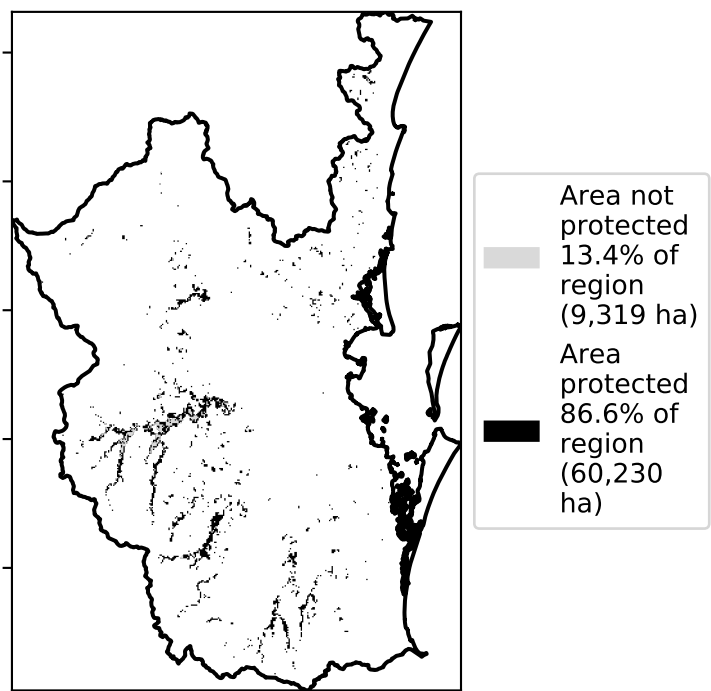 Area not
protected
13.4% of
region
(9,319 ha)
Area
protected
86.6% of
region
(60,230
ha)